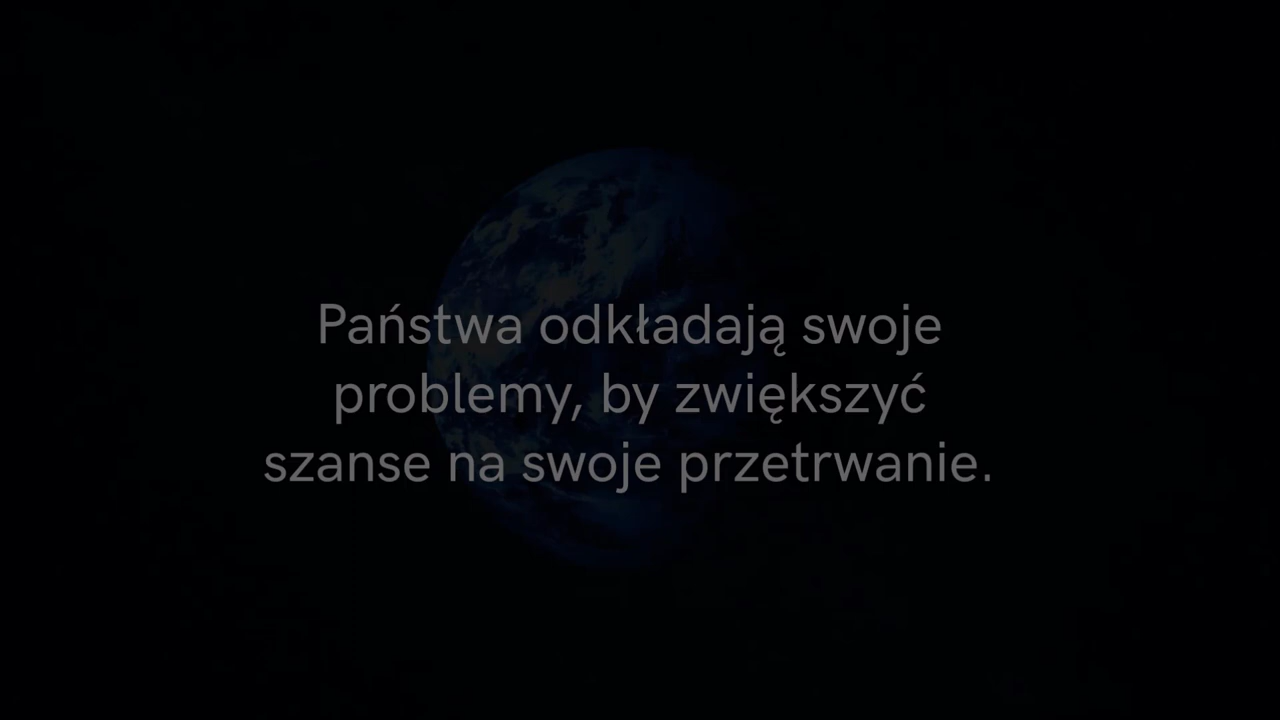 Państwa odkładają swoje
problemy, by zwiększyć
szanse na swoje przetrwanie.